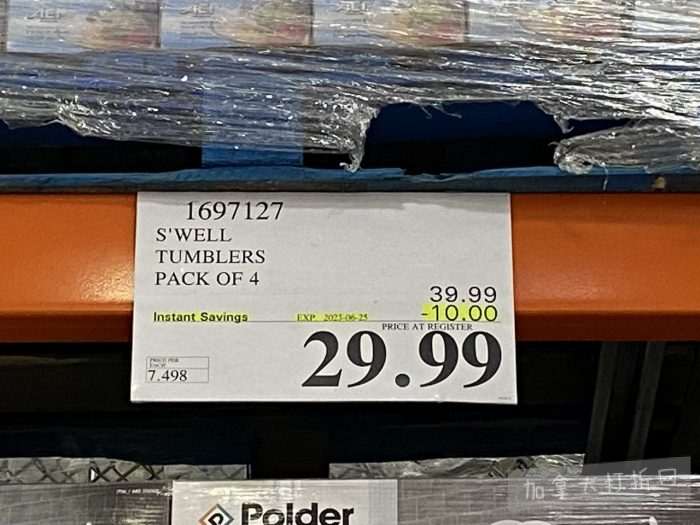 1697127
S'WELL
TUMBLERS
PACK OF 4
39.99
Instant Savings EXP. 2023-06-25 -10.00
PRICE AT REGISTER
29.99
PRICE PER
EACH
7.498
Polder
加拿大打折网